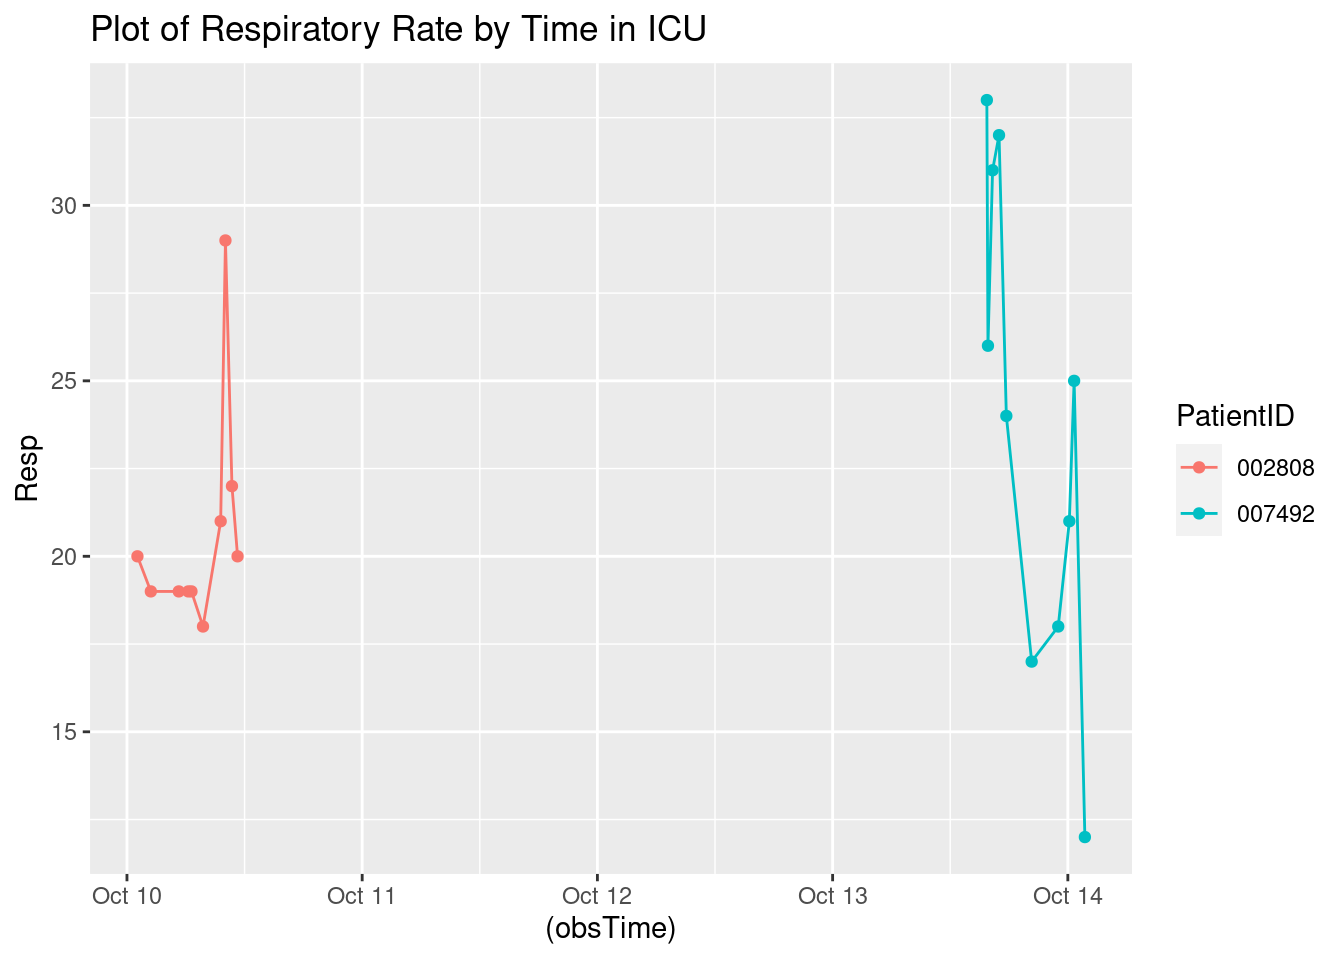 Plot of Respiratory Rate by Time in ICU
Resp
30
25
20
15
Oct 10 Oct 11 Oct 12 Oct 13 Oct 14
(obsTime)
PatientID
002808
007492